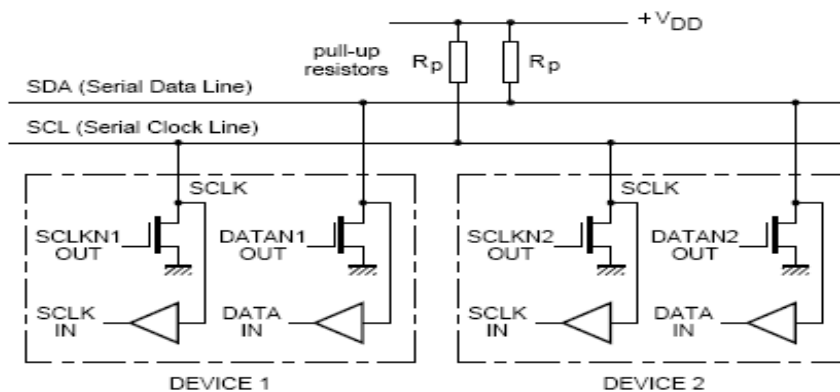 +VDD
pull-up
resistors
Rp
Rp
SDA (Serial Data Line)
SCL (Serial Clock Line)
SCLK
SCLKN1
OUT
DATAN1
OUT
SCLK
IN
DATA
IN
DEVICE 1
SCLK
SCLKN2
OUT
DATAN2
OUT
SCLK
IN
DATA
IN
DEVICE 2